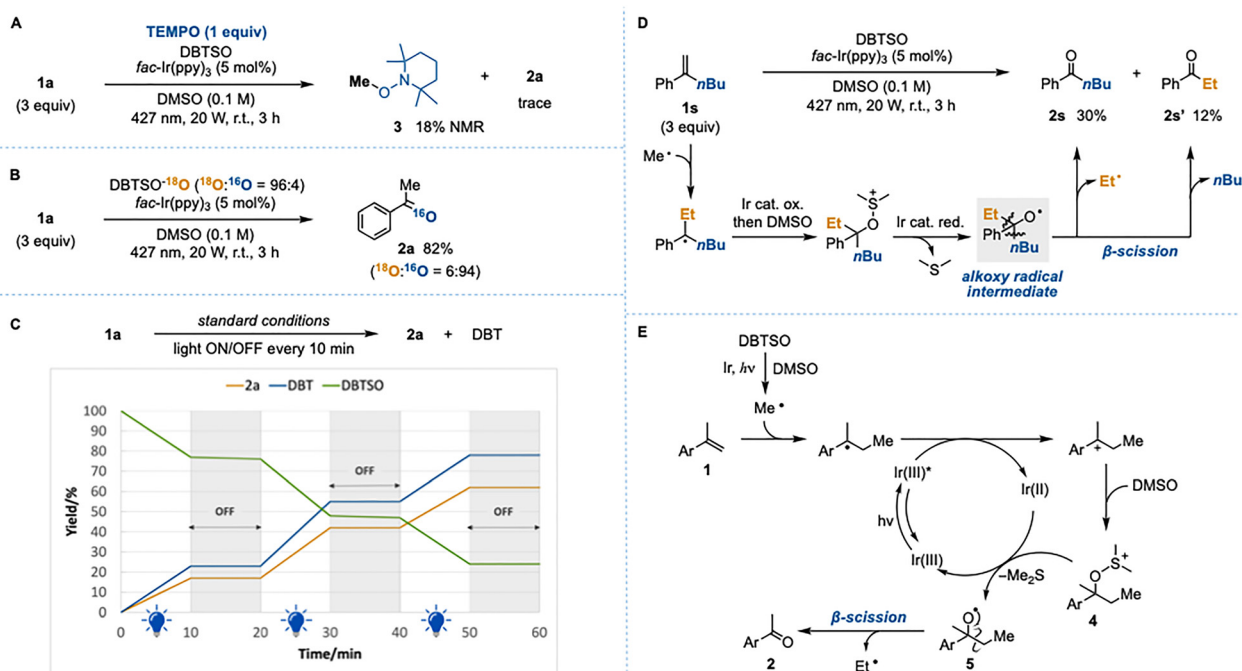 A
TEMPO (1 equiv)
DBTSO
fac-Ir(ppy)₃ (5 mol%)
1a
(3 equiv)
DMSO (0.1 M)
427 nm, 20 W, r.t., 3 h
Me
O
N
3 18% NMR
+
2a
trace
B
DBTSO-¹⁸O (¹⁸O:¹⁶O = 96:4)
fac-Ir(ppy)₃ (5 mol%)
1a
(3 equiv)
DMSO (0.1 M)
427 nm, 20 W, r.t., 3 h
Me
¹⁶O
2a 82%
(¹⁸O:¹⁶O = 6:94)
C
1a
standard conditions
light ON/OFF every 10 min
2a + DBT
2a DBT DBTSO
Yield/%
100
90
80
70
60
50
40
30
20
10
0
OFF
OFF
OFF
0 10 20 30 40 50 60
Time/min
D
DBTSO
fac-Ir(ppy)₃ (5 mol%)
DMSO (0.1 M)
427 nm, 20 W, r.t., 3 h
Ph nBu
1s
(3 equiv)
O
Ph nBu
2s 30%
+
O
Ph Et
2s' 12%
Me•
Et
Ph nBu
Ir cat. ox.
then DMSO
S⁺
Et O
Ph
nBu
Ir cat. red.
S
Et O•
Ph
nBu
alkoxy radical
intermediate
Et•
nBu
β-scission
E
DBTSO
Ir, hν DMSO
Me•
Ar
1
Ar Me
Ar + Me
Ir(III)*
Ir(II)
hν
Ir(III)
DMSO
–Me₂S
S⁺
O
Ar Me
4
O•
Ar Me
5
β-scission
Et•
Ar O
2